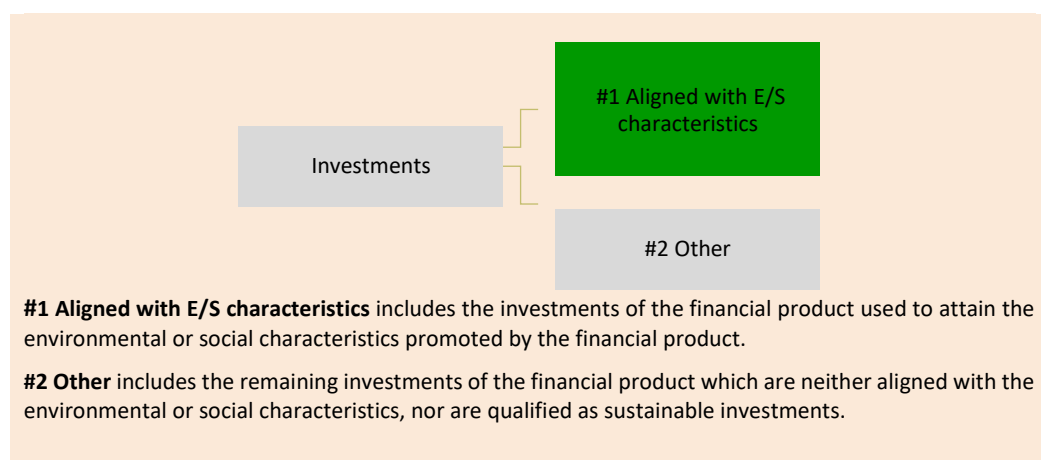 #1 Aligned with E/S
characteristics
Investments
#2 Other
#1 Aligned with E/S characteristics includes the investments of the financial product used to attain the
environmental or social characteristics promoted by the financial product.
#2 Other includes the remaining investments of the financial product which are neither aligned with the
environmental or social characteristics, nor are qualified as sustainable investments.